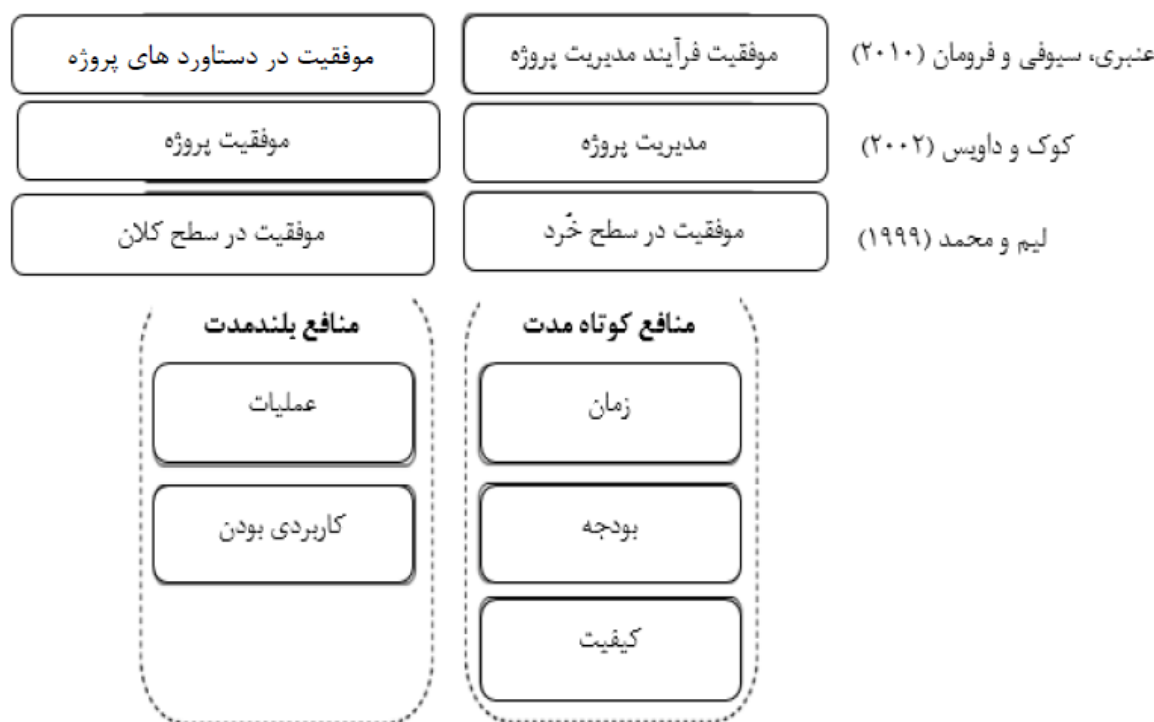 عنبری، سیوفی و فرومان (۲۰۱۰) موفقیت فرآیند مدیریت پروژه موفقیت در دستاورد های پروژه
کوک و داویس (۲۰۰۲) مدیریت پروژه موفقیت پروژه
لیم و محمد (۱۹۹۹) موفقیت در سطح خُرد موفقیت در سطح کلان
منافع کوتاه مدت منافع بلندمدت
زمان عملیات
بودجه کاربردی بودن
کیفیت